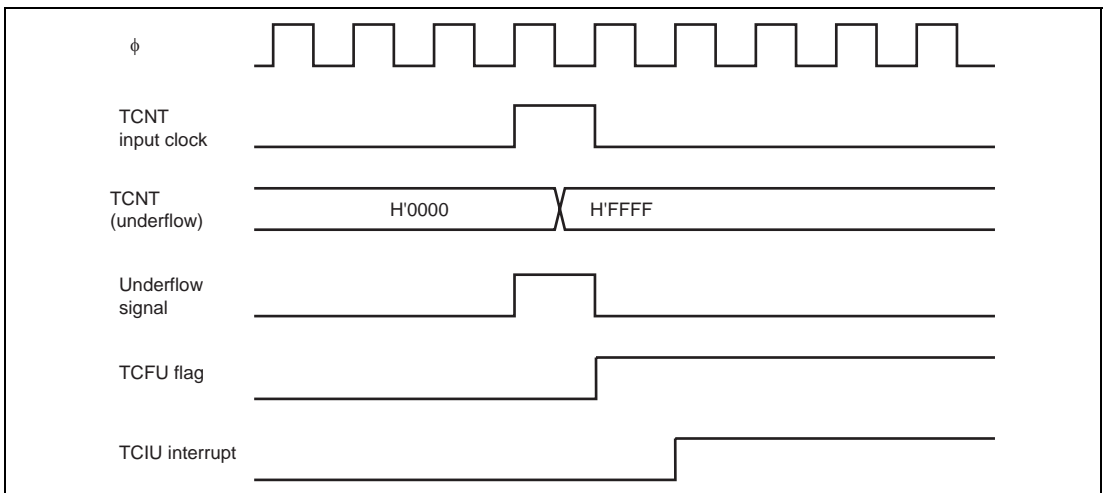 ϕ
TCNT
input clock
TCNT
(underflow)
H'0000
H'FFFF
Underflow
signal
TCFU flag
TCIU interrupt